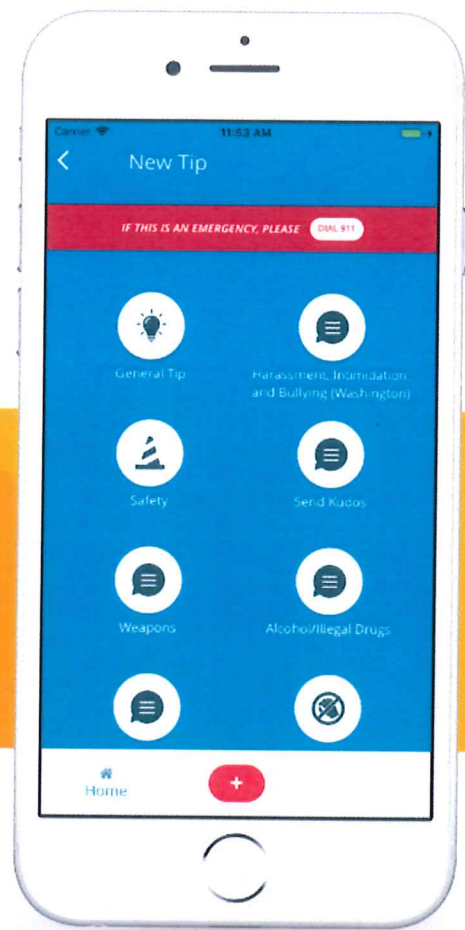 Carrier
11:53 AM
New Tip
IF THIS IS AN EMERGENCY, PLEASE DIAL 911
General Tip
Harassment, Intimidation
and Bullying (Washington)
Safety
Send Kudos
Weapons
Alcohol/Illegal Drugs
+
Home